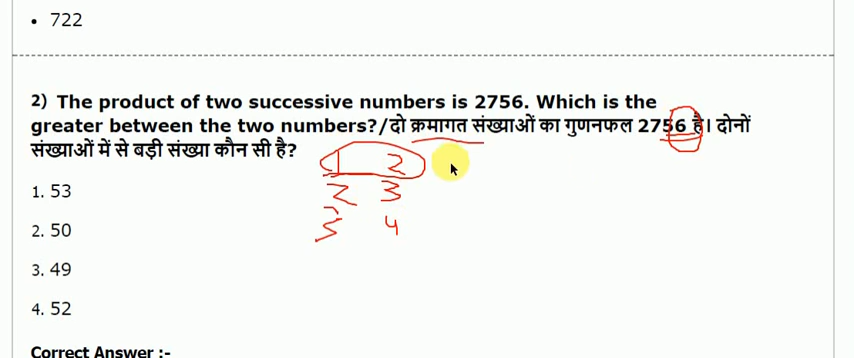 • 722
2) The product of two successive numbers is 2756. Which is the
greater between the two numbers?/दो क्रमागत संख्याओं का गुणनफल 2756 है। दोनों
संख्याओं में से बड़ी संख्या कौन सी है?
1 2
1. 53
2 3
2. 50
3 4
3. 49
4. 52
Correct Answer :-